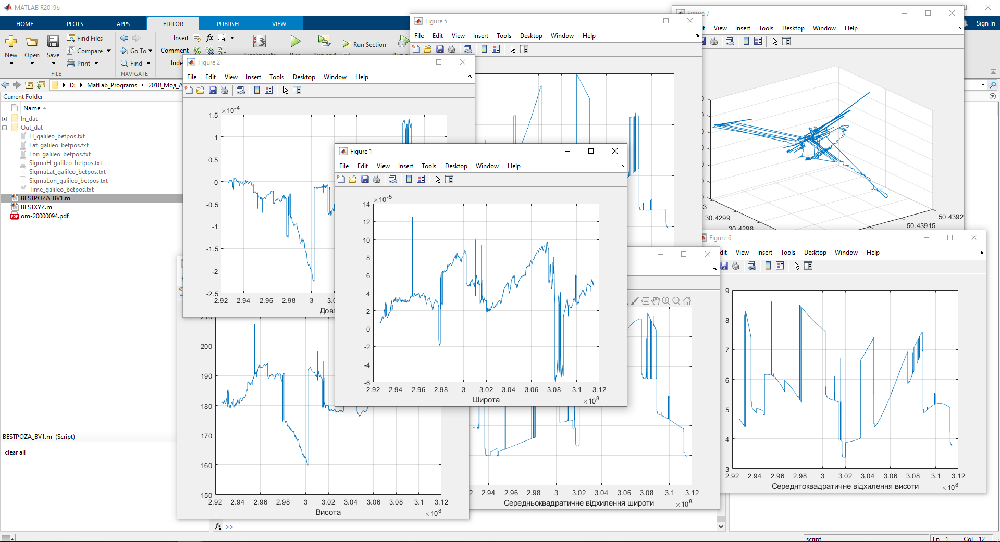 MATLAB R2019b
HOME
PLOTS
APPS
EDITOR
PUBLISH
VIEW
Sign In
New
Open
Save
Find Files
Compare
Print
FILE
Go To
Find
NAVIGATE
Insert
Comment
fx
Run Section
D:
MatLab_Programs
Current Folder
Name
In_dat
Qut_dat
H_galileo_betpos.txt
Lat_galileo_betpos.txt
Lon_galileo_betpos.txt
SigmaH_galileo_betpos.txt
SigmaLat_galileo_betpos.txt
SigmaLon_galileo_betpos.txt
Time_galileo_betpos.txt
BESTPOZA_BV1.m
BESTXYZ.m
om-20000094.pdf
BESTPOZA_BV1.m (Script)
clear all
Figure 2
File Edit View Insert Tools Desktop Window Help
×10-4
1.5
1
0.5
0
-0.5
-1
-1.5
-2
-2.5
2.92 2.94 2.96 2.98 3
Figure 5
File Edit View Insert Tools Desktop Window Help
Figure 7
View Insert Tools Desktop Window Help
30.4299
30.4298
50.43915
50.4392
Figure 1
File Edit View Insert Tools Desktop Window Help
×10-5
14
12
10
8
6
4
2
0
-2
-4
-6
2.92 2.94 2.96 2.98 3 3.02 3.04 3.06 3.08 3.1 3.12
Широта
×10 8
Figure 6
View Insert Tools Desktop Window Help
9
8
7
6
5
4
3
2.92 2.94 2.96 2.98 3 3.02 3.04 3.06 3.08 3.1 3.12
Середнтоквадратичне відхилення висоти
×10 8
210
200
190
180
170
160
150
2.92 2.94 2.96 2.98 3 3.02 3.04 3.06 3.08 3.1 3.12
Висота
×10 8
2.94 2.96 2.98 3 3.02 3.04 3.06 3.08 3.1 3.12
Середньоквадратичне відхилення широти
×10 8
fx >>
script
Ln 1 Col 12